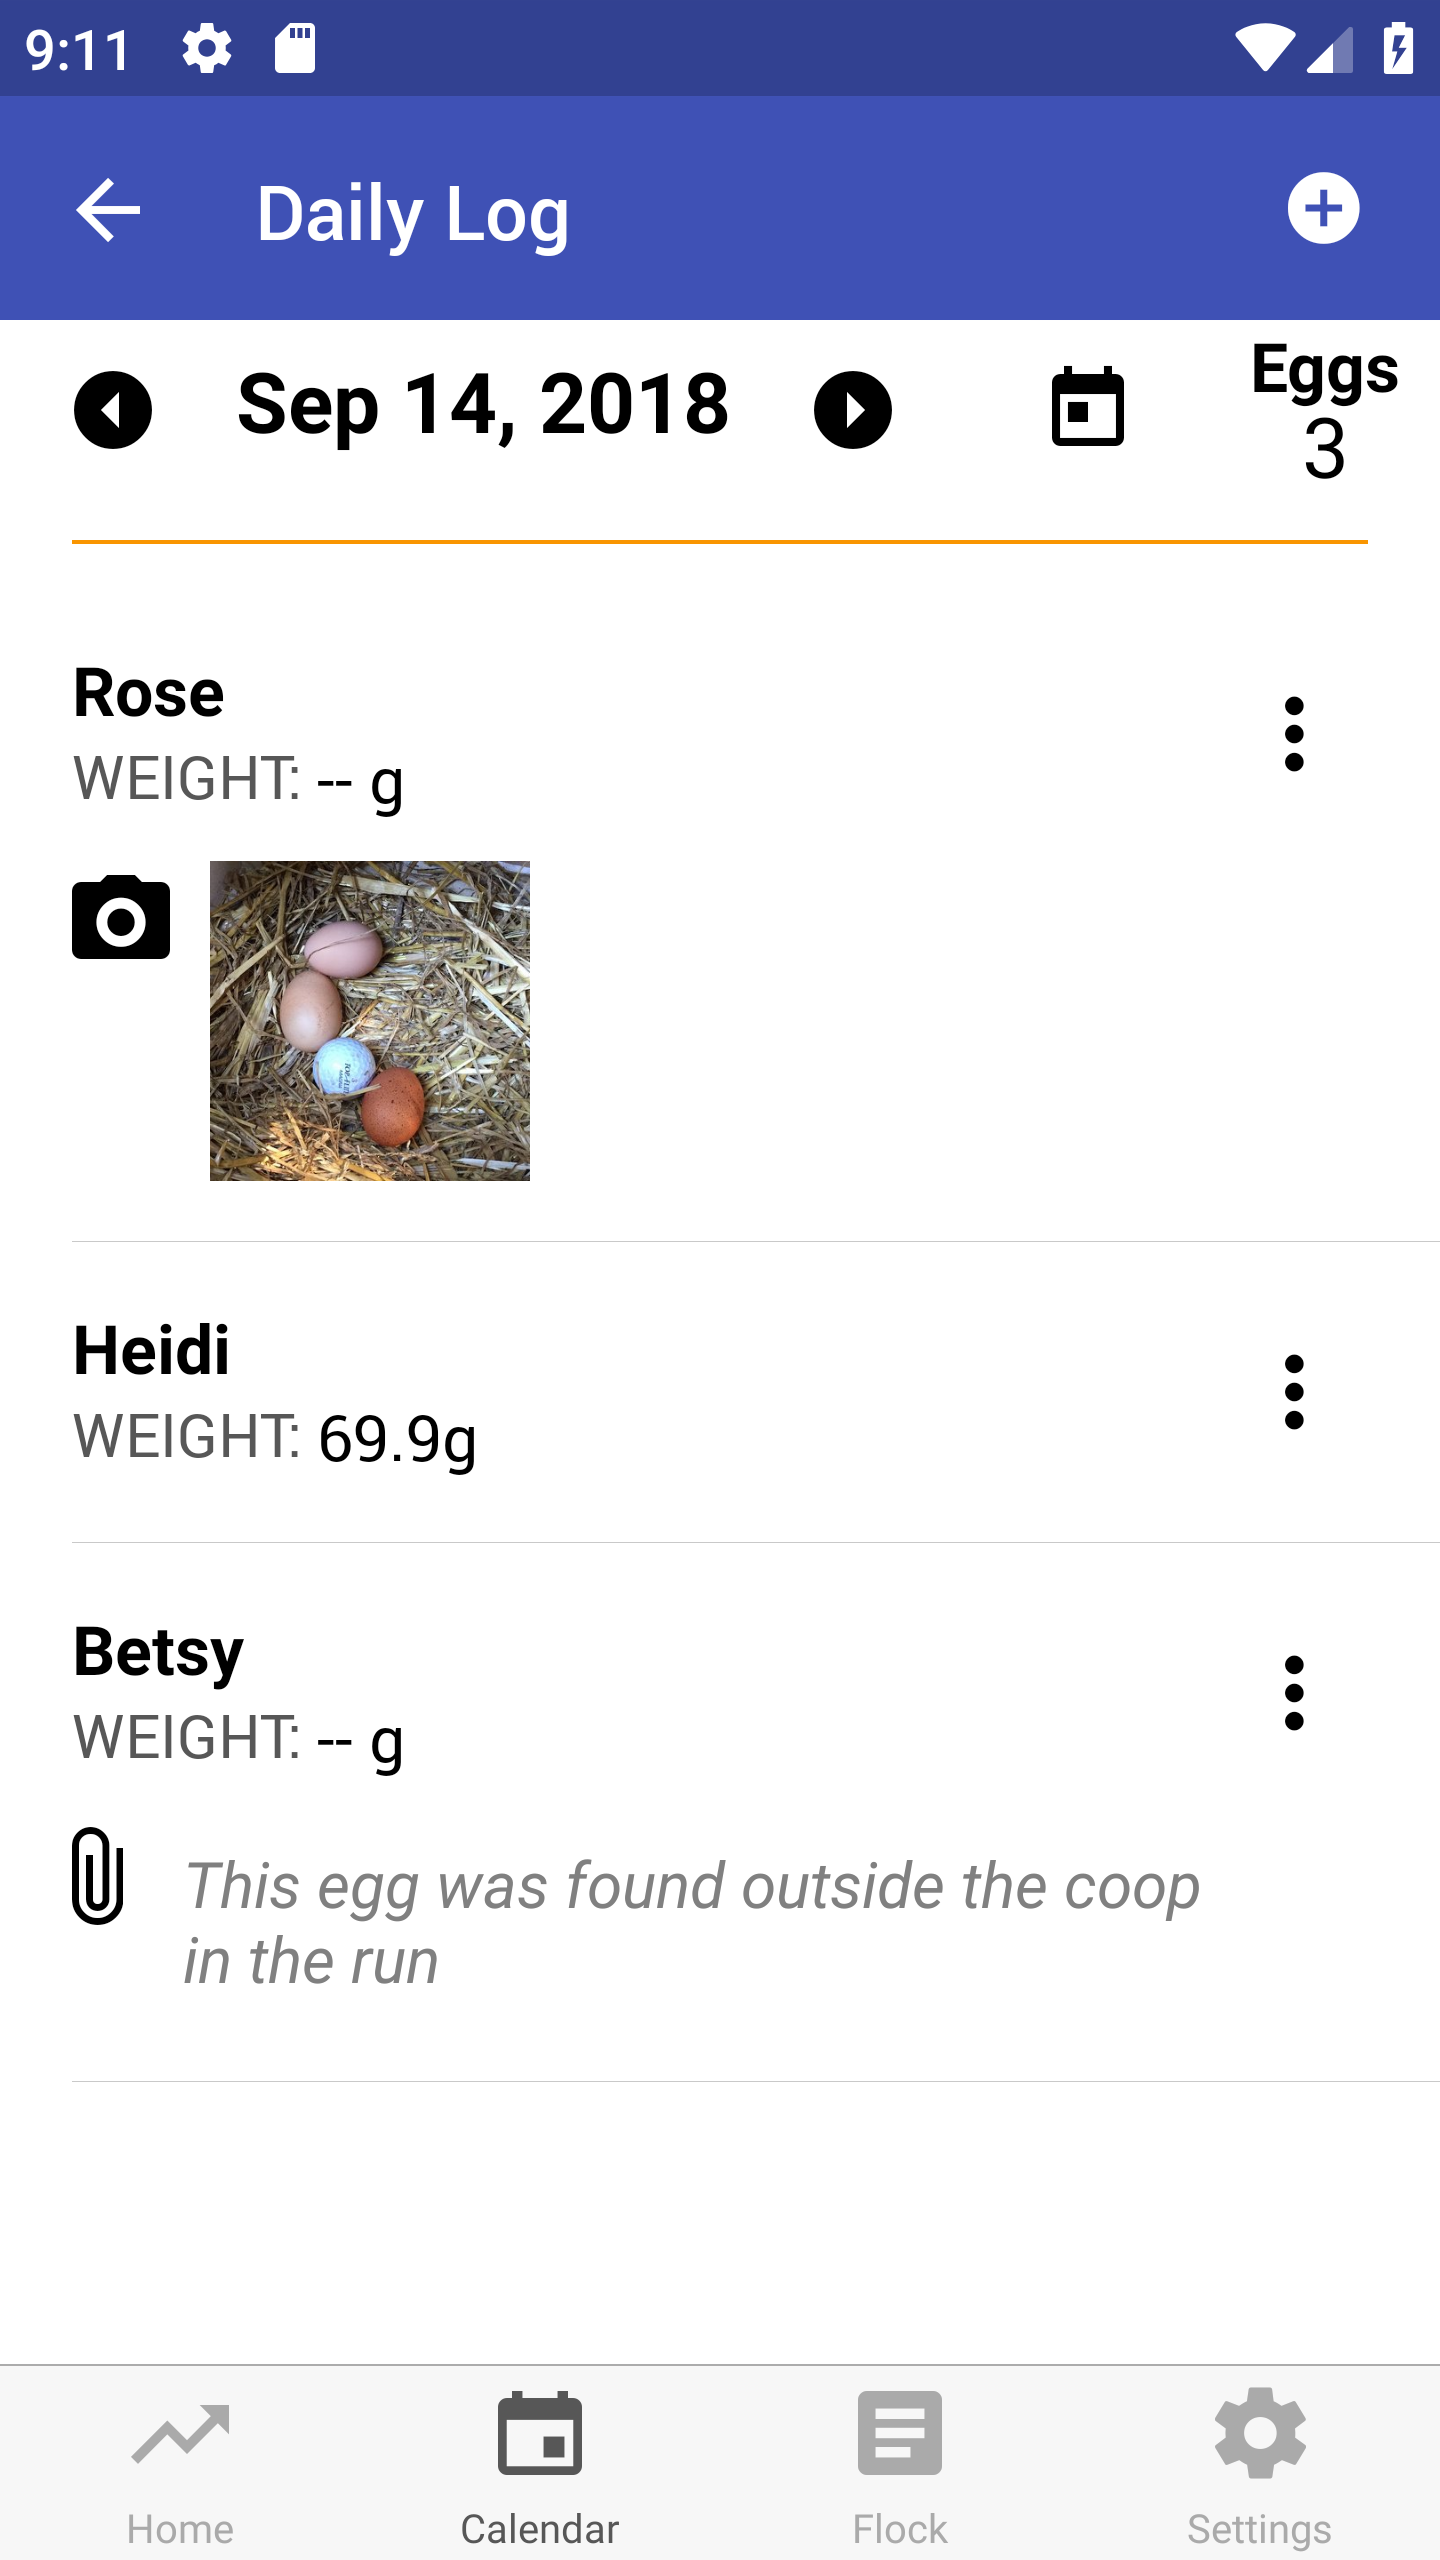 9:11
Daily Log
Sep 14, 2018
Eggs
3
Rose
WEIGHT: -- g
Heidi
WEIGHT: 69.9g
Betsy
WEIGHT: -- g
This egg was found outside the coop
in the run
Home
Calendar
Flock
Settings